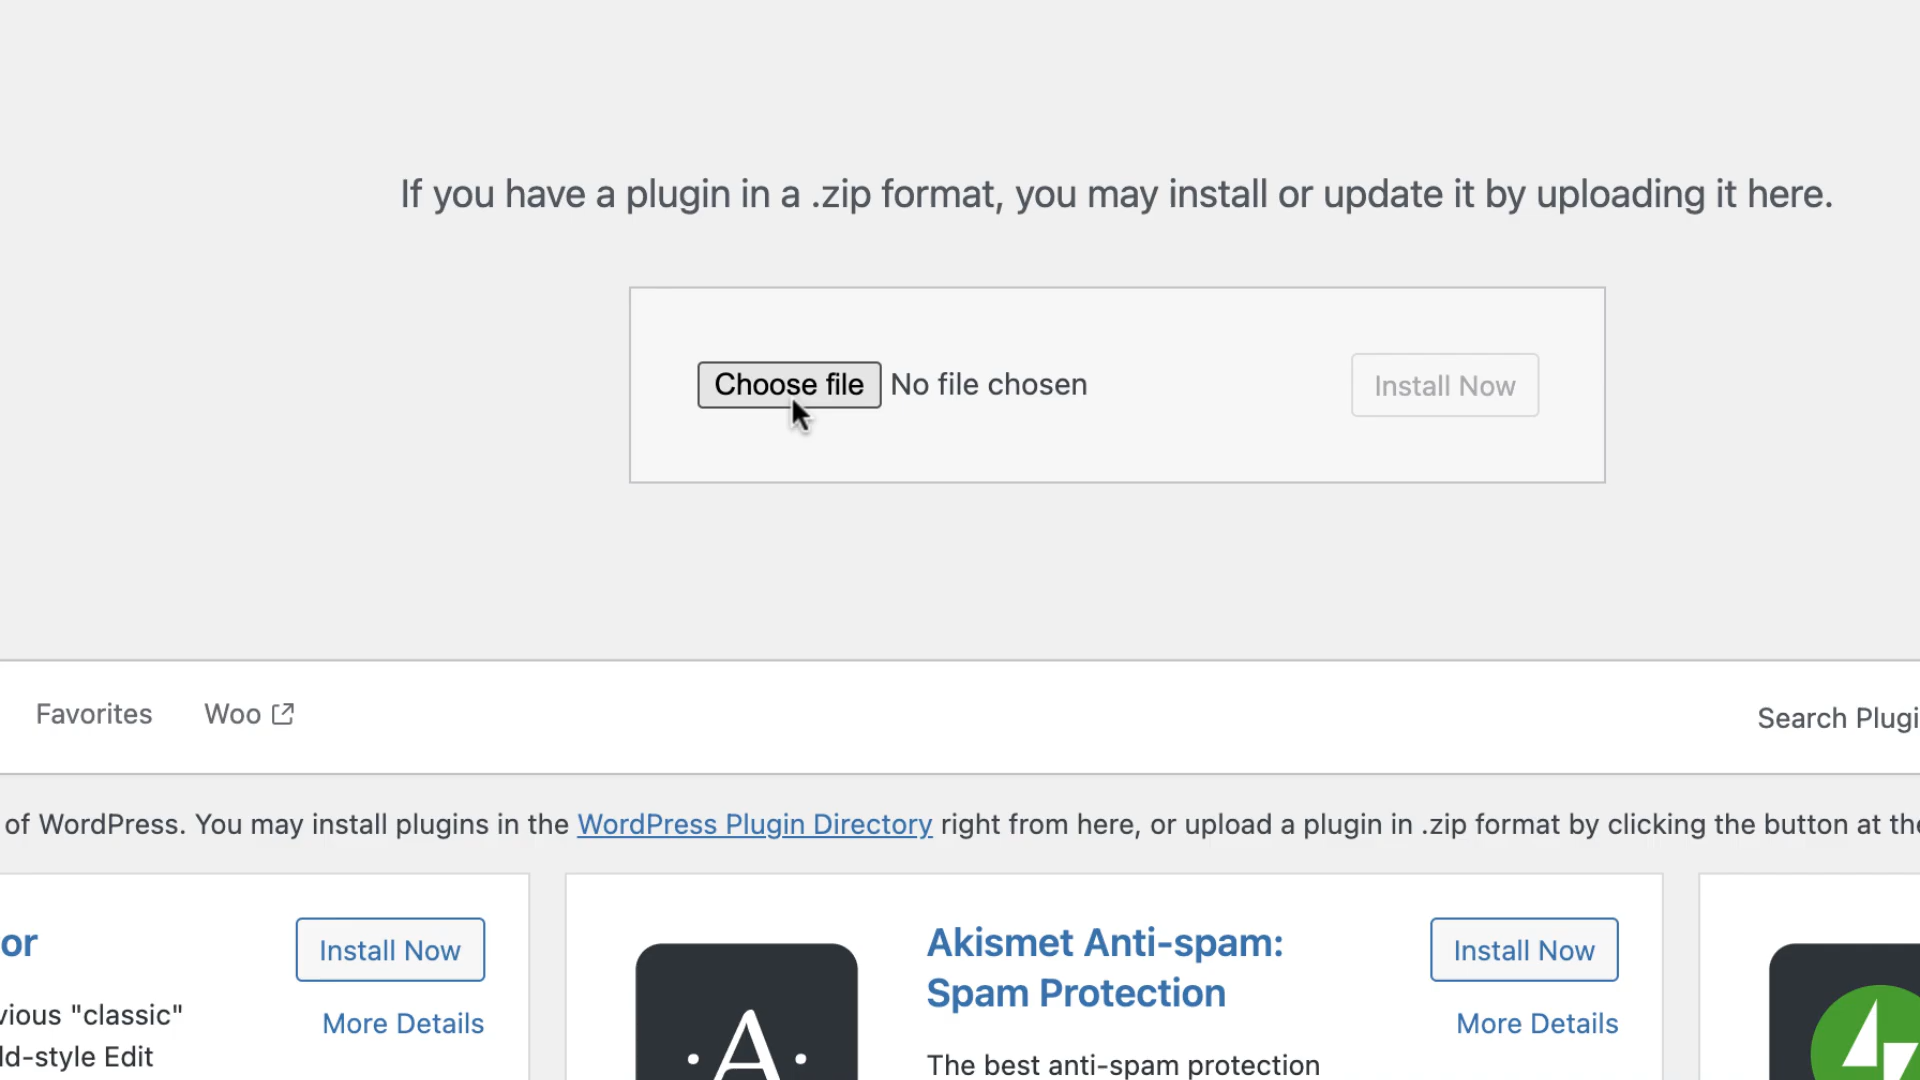 If you have a plugin in a .zip format, you may install or update it by uploading it here.
Choose file No file chosen
Install Now
Favorites
Woo
Search Plugi
of WordPress. You may install plugins in the WordPress Plugin Directory right from here, or upload a plugin in .zip format by clicking the button at the
or
Install Now
vious "classic"
More Details
ld-style Edit
A
Akismet Anti-spam:
Spam Protection
Install Now
More Details
The best anti-spam protection